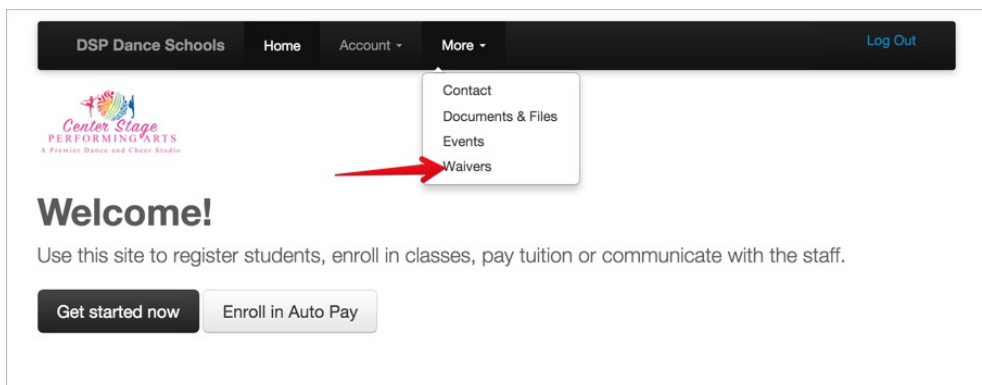 DSP Dance Schools Home Account More Log Out
Contact
Documents & Files
Events
Waivers
Center Stage
PERFORMING ARTS
A Premier Dance and Cheer Studio
Welcome!
Use this site to register students, enroll in classes, pay tuition or communicate with the staff.
Get started now Enroll in Auto Pay